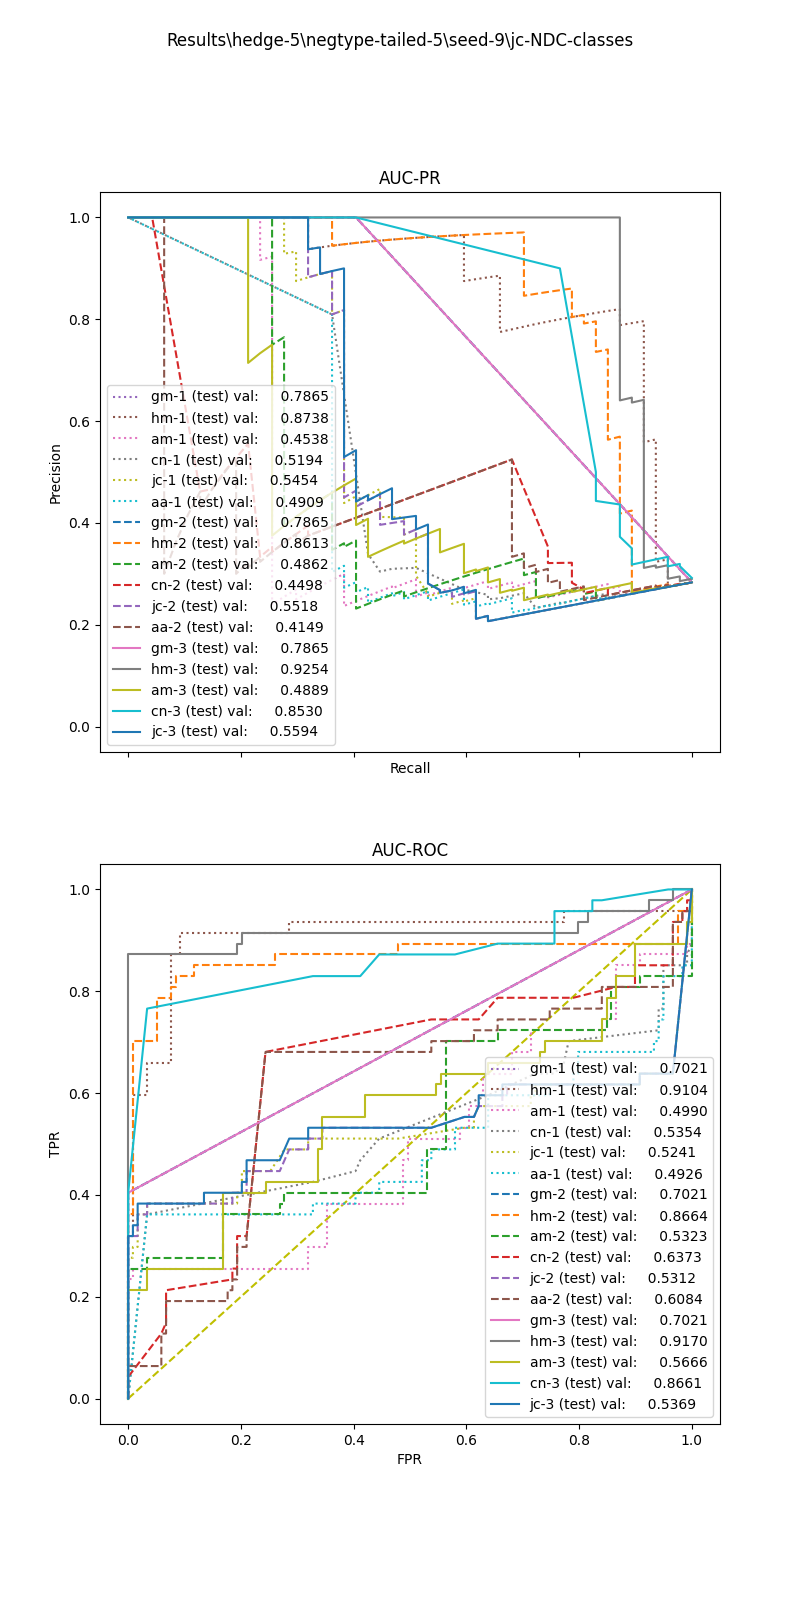 Results\hedge-5\negtype-tailed-5\seed-9\jc-NDC-classes
AUC-PR
1.0
0.8
0.6
0.4
0.2
0.0
Precision
gm-1 (test) val: 0.7865
hm-1 (test) val: 0.8738
am-1 (test) val: 0.4538
cn-1 (test) val: 0.5194
jc-1 (test) val: 0.5454
aa-1 (test) val: 0.4909
gm-2 (test) val: 0.7865
hm-2 (test) val: 0.8613
am-2 (test) val: 0.4862
cn-2 (test) val: 0.4498
jc-2 (test) val: 0.5518
aa-2 (test) val: 0.4149
gm-3 (test) val: 0.7865
hm-3 (test) val: 0.9254
am-3 (test) val: 0.4889
cn-3 (test) val: 0.8530
jc-3 (test) val: 0.5594
Recall
AUC-ROC
1.0
0.8
0.6
0.4
0.2
0.0
TPR
gm-1 (test) val: 0.7021
hm-1 (test) val: 0.9104
am-1 (test) val: 0.4990
cn-1 (test) val: 0.5354
jc-1 (test) val: 0.5241
aa-1 (test) val: 0.4926
gm-2 (test) val: 0.7021
hm-2 (test) val: 0.8664
am-2 (test) val: 0.5323
cn-2 (test) val: 0.6373
jc-2 (test) val: 0.5312
aa-2 (test) val: 0.6084
gm-3 (test) val: 0.7021
hm-3 (test) val: 0.9170
am-3 (test) val: 0.5666
cn-3 (test) val: 0.8661
jc-3 (test) val: 0.5369
0.0 0.2 0.4 0.6 0.8 1.0
FPR